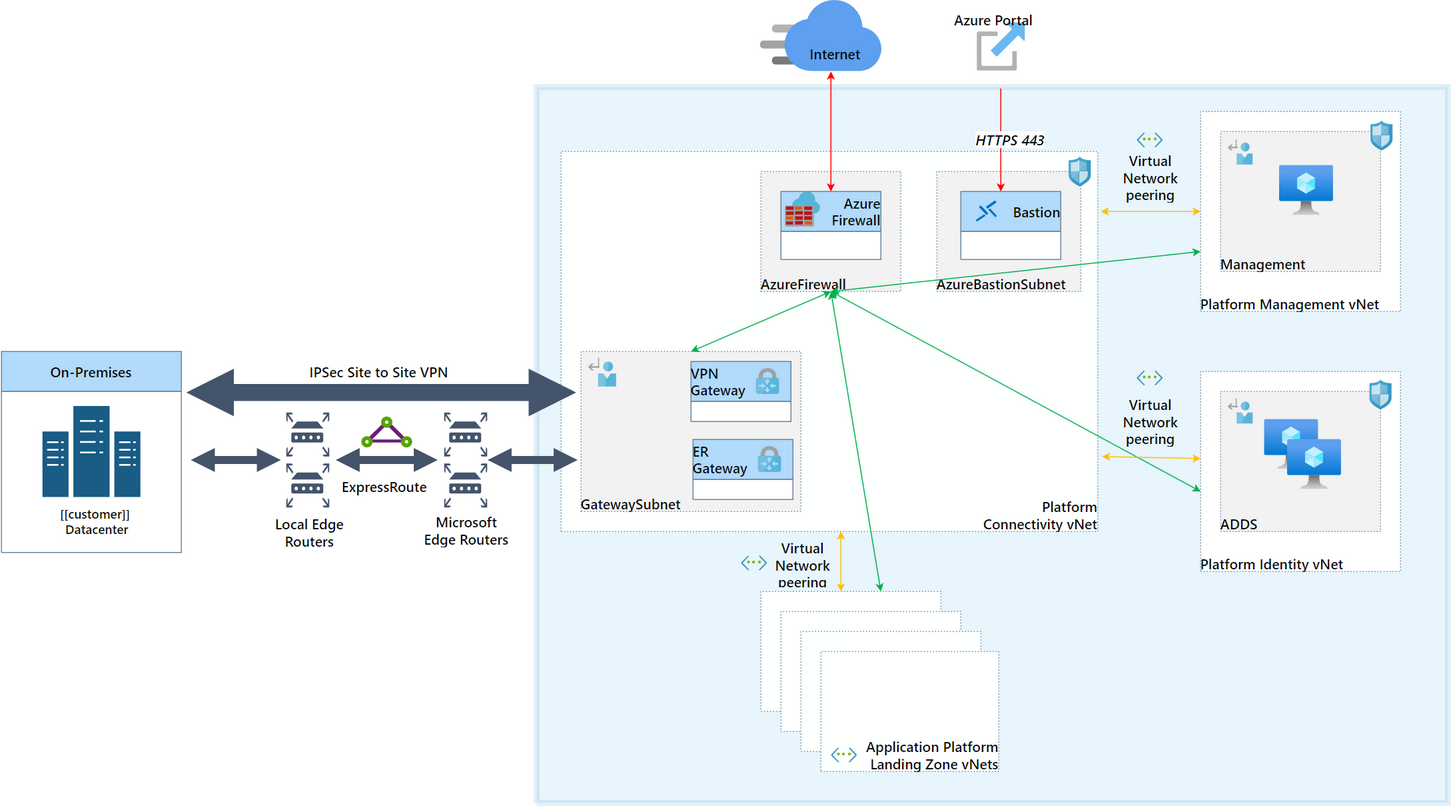 Azure Portal
Internet
HTTPS 443
Virtual
Network
peering
Azure
Firewall
Bastion
AzureFirewall
AzureBastionSubnet
Management
Platform Management vNet
On-Premises
[[customer]]
Datacenter
IPSec Site to Site VPN
ExpressRoute
Local Edge
Routers
Microsoft
Edge Routers
VPN
Gateway
ER
Gateway
GatewaySubnet
Platform
Connectivity vNet
Virtual
Network
peering
ADDS
Platform Identity vNet
Virtual
Network
peering
Application Platform
Landing Zone vNets